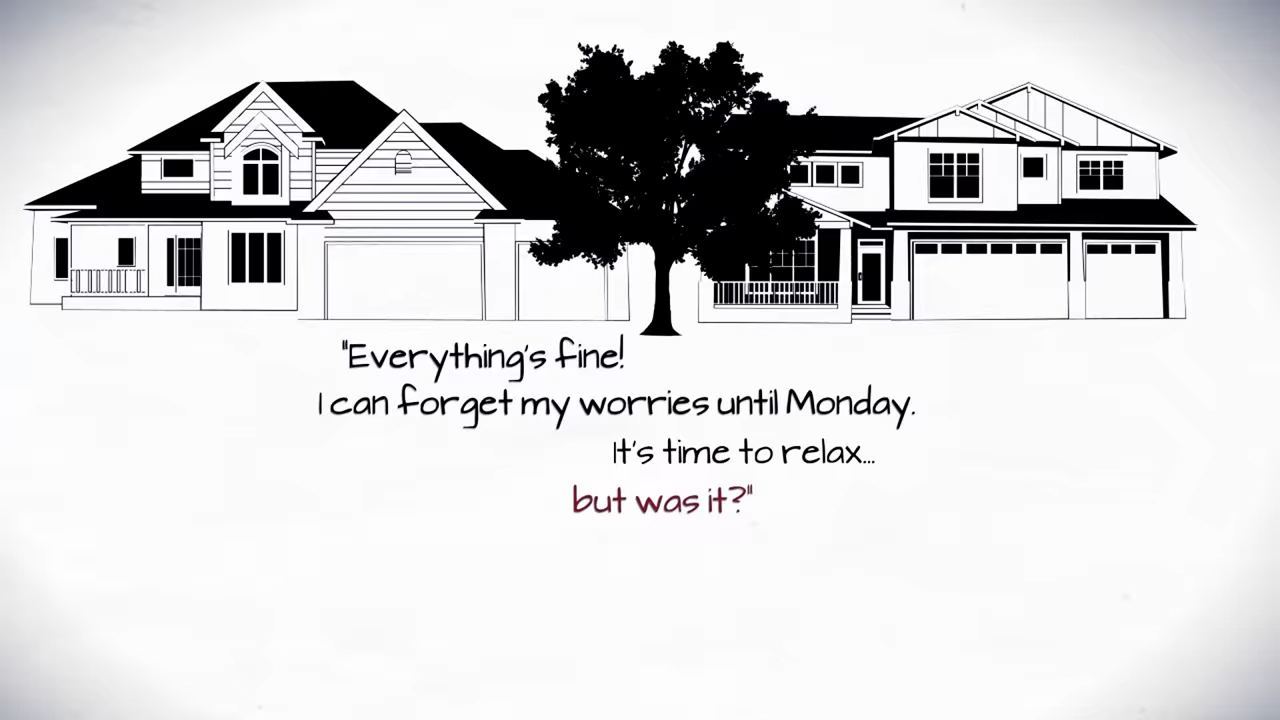 "Everything's fine!
I can forget my worries until Monday.
It's time to relax...
but was it?"